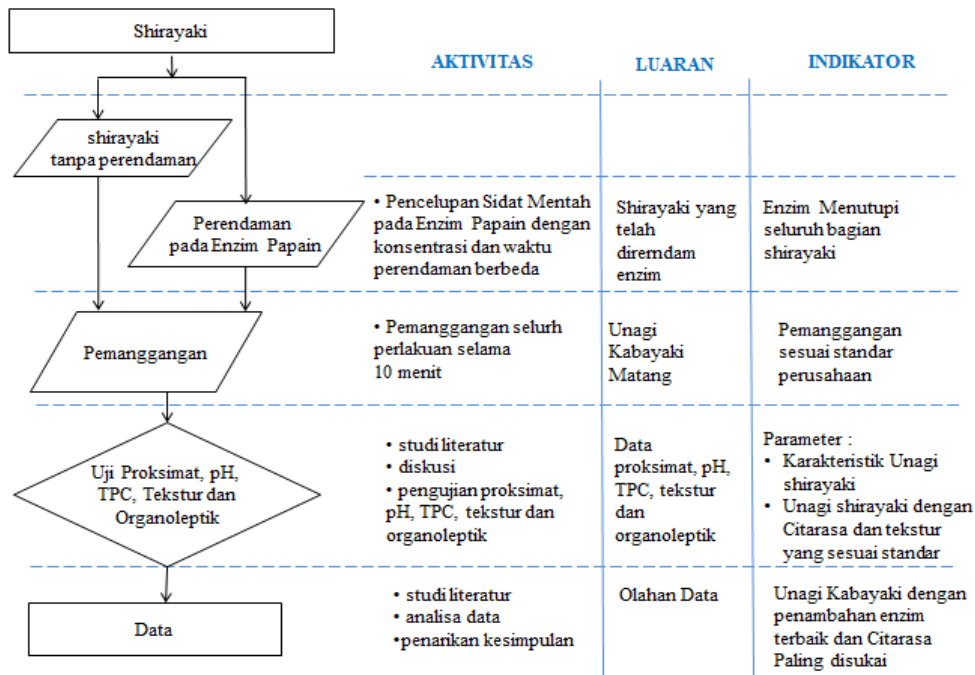 Shirayaki
AKTIVITAS
LUARAN
INDIKATOR
shirayaki
tanpa perendaman
Perendaman
pada Enzim Papain
• Pencelupan Sidat Mentah
pada Enzim Papain dengan
konsentrasi dan waktu
perendaman berbeda
Shirayaki yang
telah
direrndam
enzim
Enzim Menutupi
seluruh bagian
shirayaki
Pemanggangan
• Pemanggangan selurh
perlakuan selama
10 menit
Unagi
Kabayaki
Matang
Pemanggangan
sesuai standar
perusahaan
Uji Proksimat, pH,
TPC, Tekstur dan
Organoleptik
• studi literatur
• diskusi
• pengujian proksimat,
pH, TPC, tekstur dan
organoleptik
Data
proksimat, pH,
TPC, tekstur
dan
organoleptik
Parameter :
• Karakteristik Unagi
shirayaki
• Unagi shirayaki dengan
Citarasa dan tekstur
yang sesuai standar
Data
• studi literatur
• analisa data
•penarikan kesimpulan
Olahan Data
Unagi Kabayaki dengan
penambahan enzim
terbaik dan Citarasa
Paling disukai